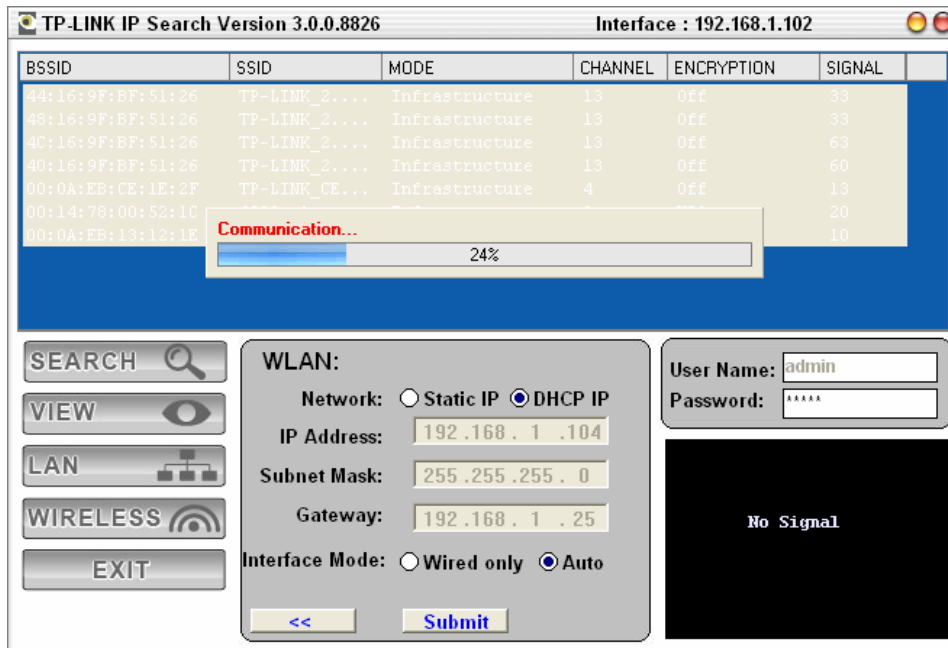 TP-LINK IP Search Version 3.0.0.8826 Interface : 192.168.1.102
BSSID SSID MODE CHANNEL ENCRYPTION SIGNAL
44:16:9F:BF:51:26 TP-LINK_2.... Infrastructure 13 Off 33
48:16:9F:BF:51:26 TP-LINK_2.... Infrastructure 13 Off 33
4C:16:9F:BF:51:26 TP-LINK_2.... Infrastructure 13 Off 63
40:16:9F:BF:51:26 TP-LINK_2.... Infrastructure 13 Off 60
00:0A:EB:CE:1E:2F TP-LINK_CE... Infrastructure 4 Off 13
00:14:78:00:52:1C 20
00:0A:EB:13:12:1E 10
Communication...
24%
SEARCH
VIEW
LAN
WIRELESS
EXIT
WLAN:
Network: Static IP DHCP IP
IP Address: 192.168. 1 .104
Subnet Mask: 255.255.255. 0
Gateway: 192.168. 1 . 25
Interface Mode: Wired only Auto
<< Submit
User Name: admin
Password: *****
No Signal